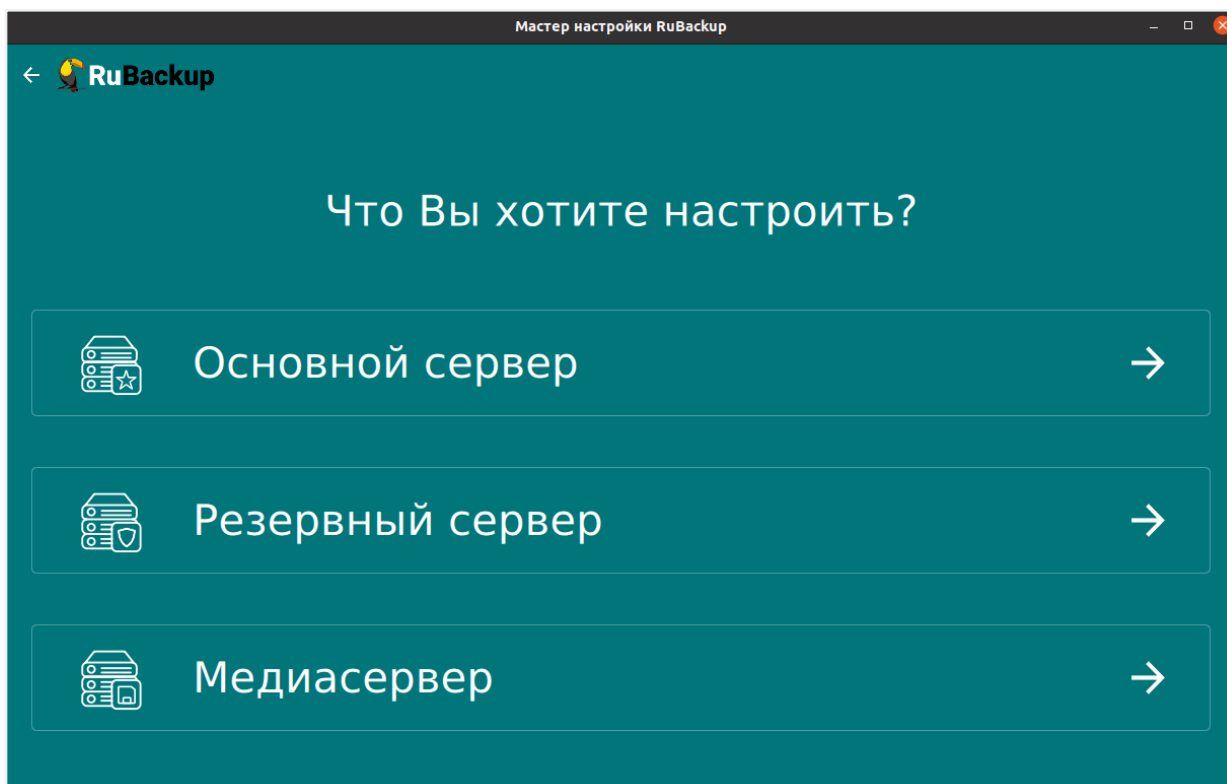 Мастер настройки RuBackup
RuBackup
Что Вы хотите настроить?
Основной сервер
Резервный сервер
Медиасервер